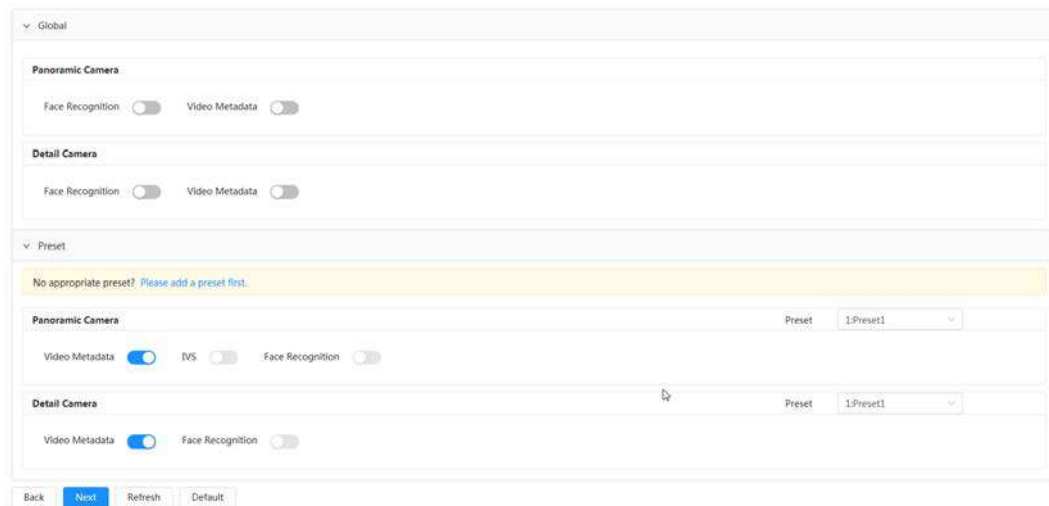 Global
Panoramic Camera
Face Recognition Video Metadata
Detail Camera
Face Recognition Video Metadata
Preset
No appropriate preset? Please add a preset first.
Panoramic Camera Preset 1:Preset1
Video Metadata IVS Face Recognition
Detail Camera Preset 1:Preset1
Video Metadata Face Recognition
Back Next Refresh Default